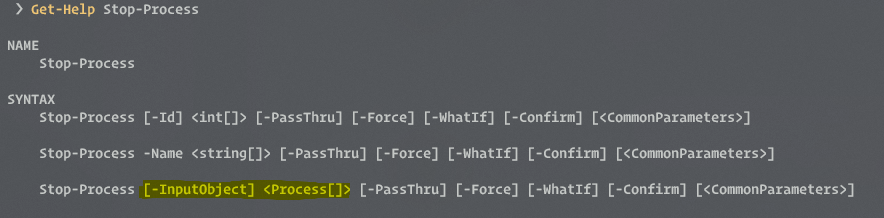 ❯ Get-Help Stop-Process
NAME
Stop-Process
SYNTAX
Stop-Process [-Id] <int[]> [-PassThru] [-Force] [-WhatIf] [-Confirm] [<CommonParameters>]
Stop-Process -Name <string[]> [-PassThru] [-Force] [-WhatIf] [-Confirm] [<CommonParameters>]
Stop-Process [-InputObject] <Process[]> [-PassThru] [-Force] [-WhatIf] [-Confirm] [<CommonParameters>]